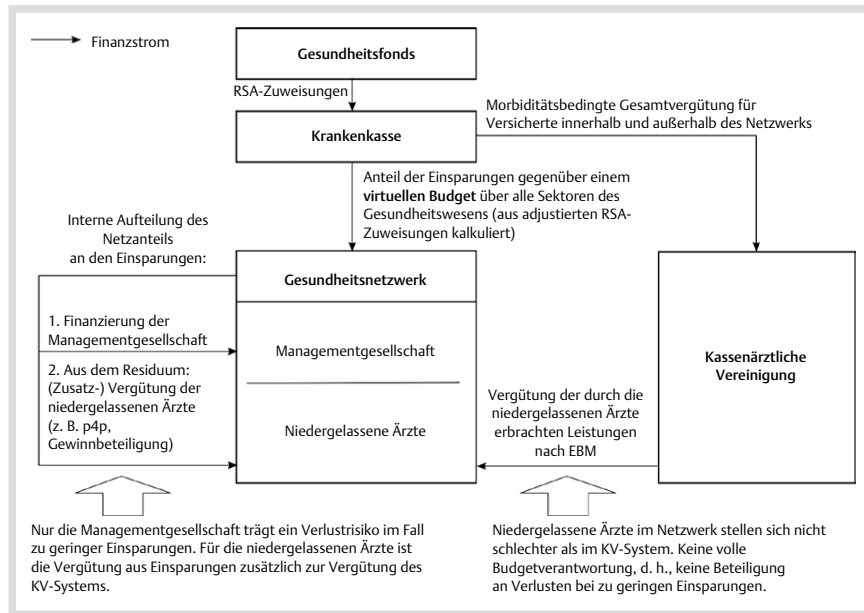 Finanzstrom
Gesundheitsfonds
RSA-Zuweisungen
Krankenkasse
Morbiditätsbedingte Gesamtvergütung für
Versicherte innerhalb und außerhalb des Netzwerks
Anteil der Einsparungen gegenüber einem
virtuellen Budget über alle Sektoren des
Gesundheitswesens (aus adjustierten RSA-
Zuweisungen kalkuliert)
Interne Aufteilung des
Netzanteils
an den Einsparungen:
1. Finanzierung der
Managementgesellschaft
2. Aus dem Residuum:
(Zusatz-) Vergütung der
niedergelassenen Ärzte
(z. B. p4p,
Gewinnbeteiligung)
Gesundheitsnetzwerk
Managementgesellschaft
Niedergelassene Ärzte
Vergütung der durch die
niedergelassenen Ärzte
erbrachten Leistungen
nach EBM
Kassenärztliche
Vereinigung
Nur die Managementgesellschaft trägt ein Verlustrisiko im Fall
zu geringer Einsparungen. Für die niedergelassenen Ärzte ist
die Vergütung aus Einsparungen zusätzlich zur Vergütung des
KV-Systems.
Niedergelassene Ärzte im Netzwerk stellen sich nicht
schlechter als im KV-System. Keine volle
Budgetverantwortung, d. h., keine Beteiligung
an Verlusten bei zu geringen Einsparungen.